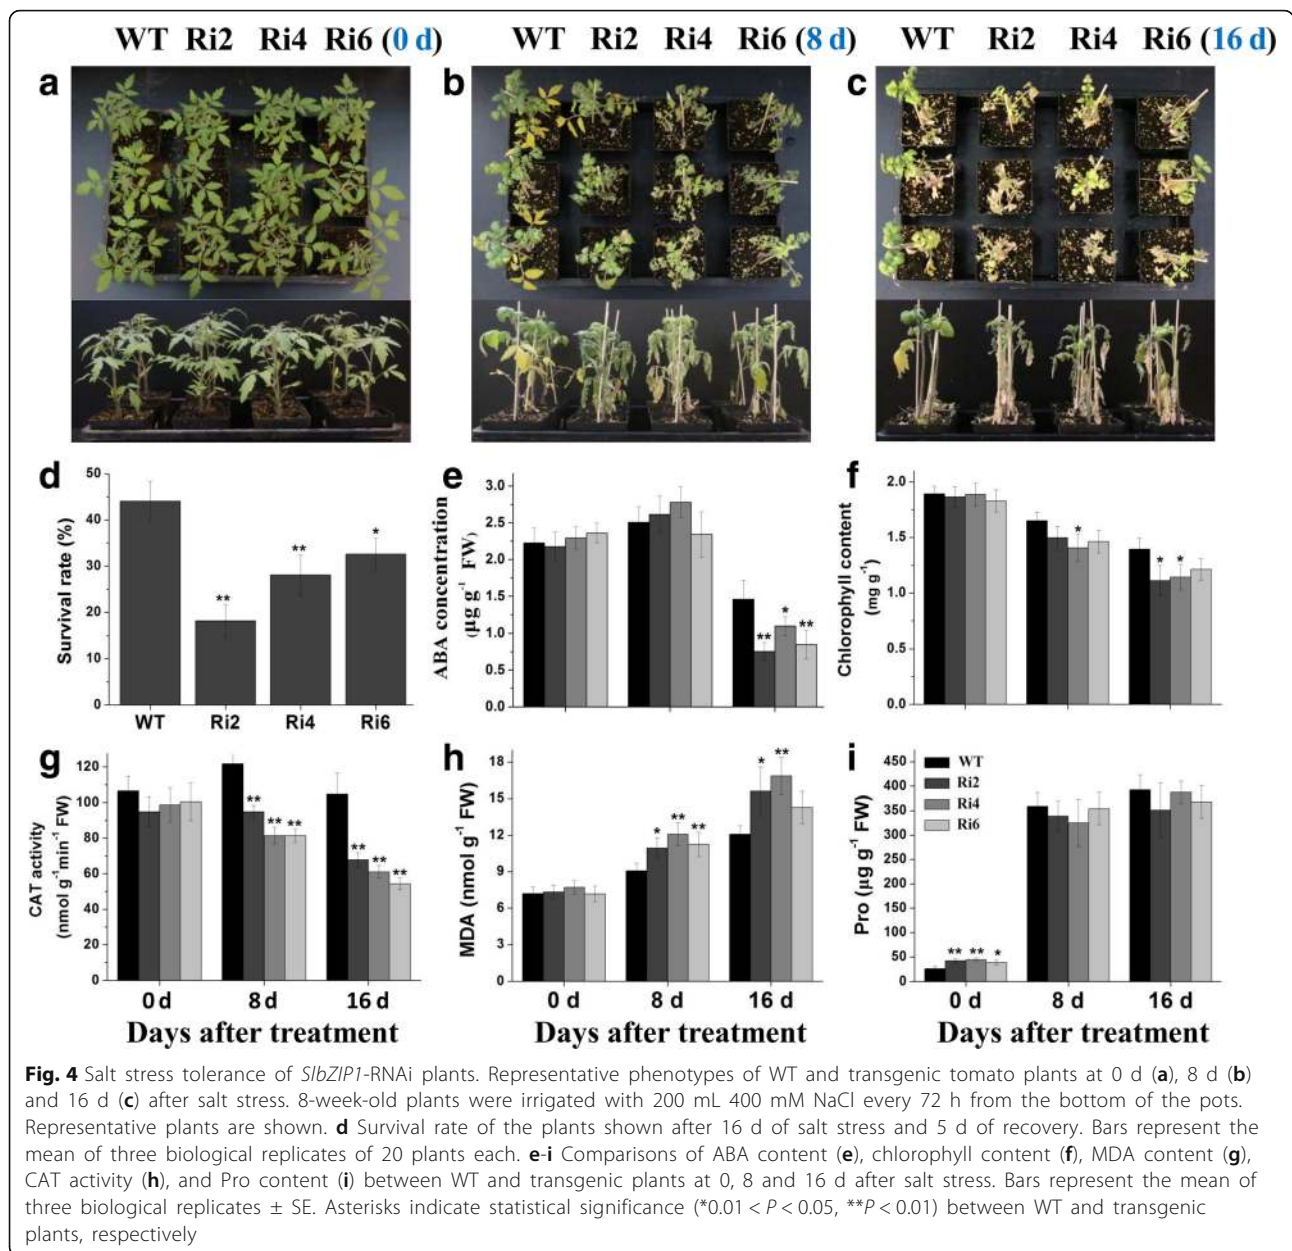 WT Ri2 Ri4 Ri6 (0 d)
WT Ri2 Ri4 Ri6 (8 d)
WT Ri2 Ri4 Ri6 (16 d)
a
b
c
d
Survival rate (%)
50
40
30
20
10
0
**
**
*
WT Ri2 Ri4 Ri6
e
ABA concentration
(µg g-1 FW)
3.0
2.5
2.0
1.5
1.0
0.5
0.0
**
*
**
f
Chlorophyll content
(mg g-1)
2.0
1.5
1.0
0.5
0.0
*
* *
g
CAT activity
(nmol g-1min-1 FW)
120
100
80
60
40
20
0
** ** **
** ** **
0 d 8 d 16 d
Days after treatment
h
MDA (nmol g-1 FW)
18
15
12
9
6
3
0
* ** **
* **
0 d 8 d 16 d
Days after treatment
i
Pro (µg g-1 FW)
450
400
350
300
250
200
150
100
50
0
WT
Ri2
Ri4
Ri6
** ** *
0 d 8 d 16 d
Days after treatment
Fig. 4 Salt stress tolerance of SlbZIP1-RNAi plants. Representative phenotypes of WT and transgenic tomato plants at 0 d (a), 8 d (b)
and 16 d (c) after salt stress. 8-week-old plants were irrigated with 200 mL 400 mM NaCl every 72 h from the bottom of the pots.
Representative plants are shown. d Survival rate of the plants shown after 16 d of salt stress and 5 d of recovery. Bars represent the
mean of three biological replicates of 20 plants each. e-i Comparisons of ABA content (e), chlorophyll content (f), MDA content (g),
CAT activity (h), and Pro content (i) between WT and transgenic plants at 0, 8 and 16 d after salt stress. Bars represent the mean of
three biological replicates ± SE. Asterisks indicate statistical significance (*0.01 < P < 0.05, **P < 0.01) between WT and transgenic
plants, respectively